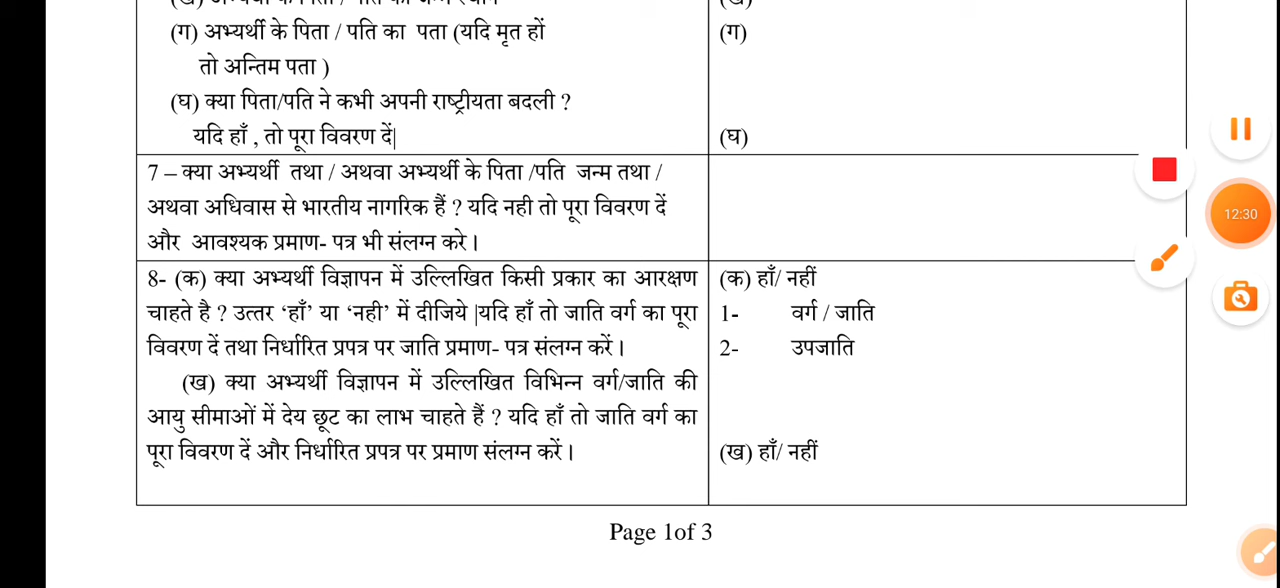 (ग) अभ्यर्थी के पिता / पति का पता (यदि मृत हों
(ग)
तो अन्तिम पता )
(घ) क्या पिता/पति ने कभी अपनी राष्ट्रीयता बदली ?
यदि हाँ , तो पूरा विवरण दें|
(घ)
7 – क्या अभ्यर्थी तथा / अथवा अभ्यर्थी के पिता /पति जन्म तथा /
अथवा अधिवास से भारतीय नागरिक हैं ? यदि नही तो पूरा विवरण दें
और आवश्यक प्रमाण- पत्र भी संलग्न करे ।
8- (क) क्या अभ्यर्थी विज्ञापन में उल्लिखित किसी प्रकार का आरक्षण
चाहते है ? उत्तर ‘हाँ’ या ‘नही’ में दीजिये |यदि हाँ तो जाति वर्ग का पूरा
विवरण दें तथा निर्धारित प्रपत्र पर जाति प्रमाण- पत्र संलग्न करें ।
(ख) क्या अभ्यर्थी विज्ञापन में उल्लिखित विभिन्न वर्ग/जाति की
आयु सीमाओं में देय छूट का लाभ चाहते हैं ? यदि हाँ तो जाति वर्ग का
पूरा विवरण दें और निर्धारित प्रपत्र पर प्रमाण संलग्न करें ।
(क) हाँ/ नहीं
1- वर्ग / जाति
2- उपजाति
(ख) हाँ/ नहीं
Page 1of 3
12:30